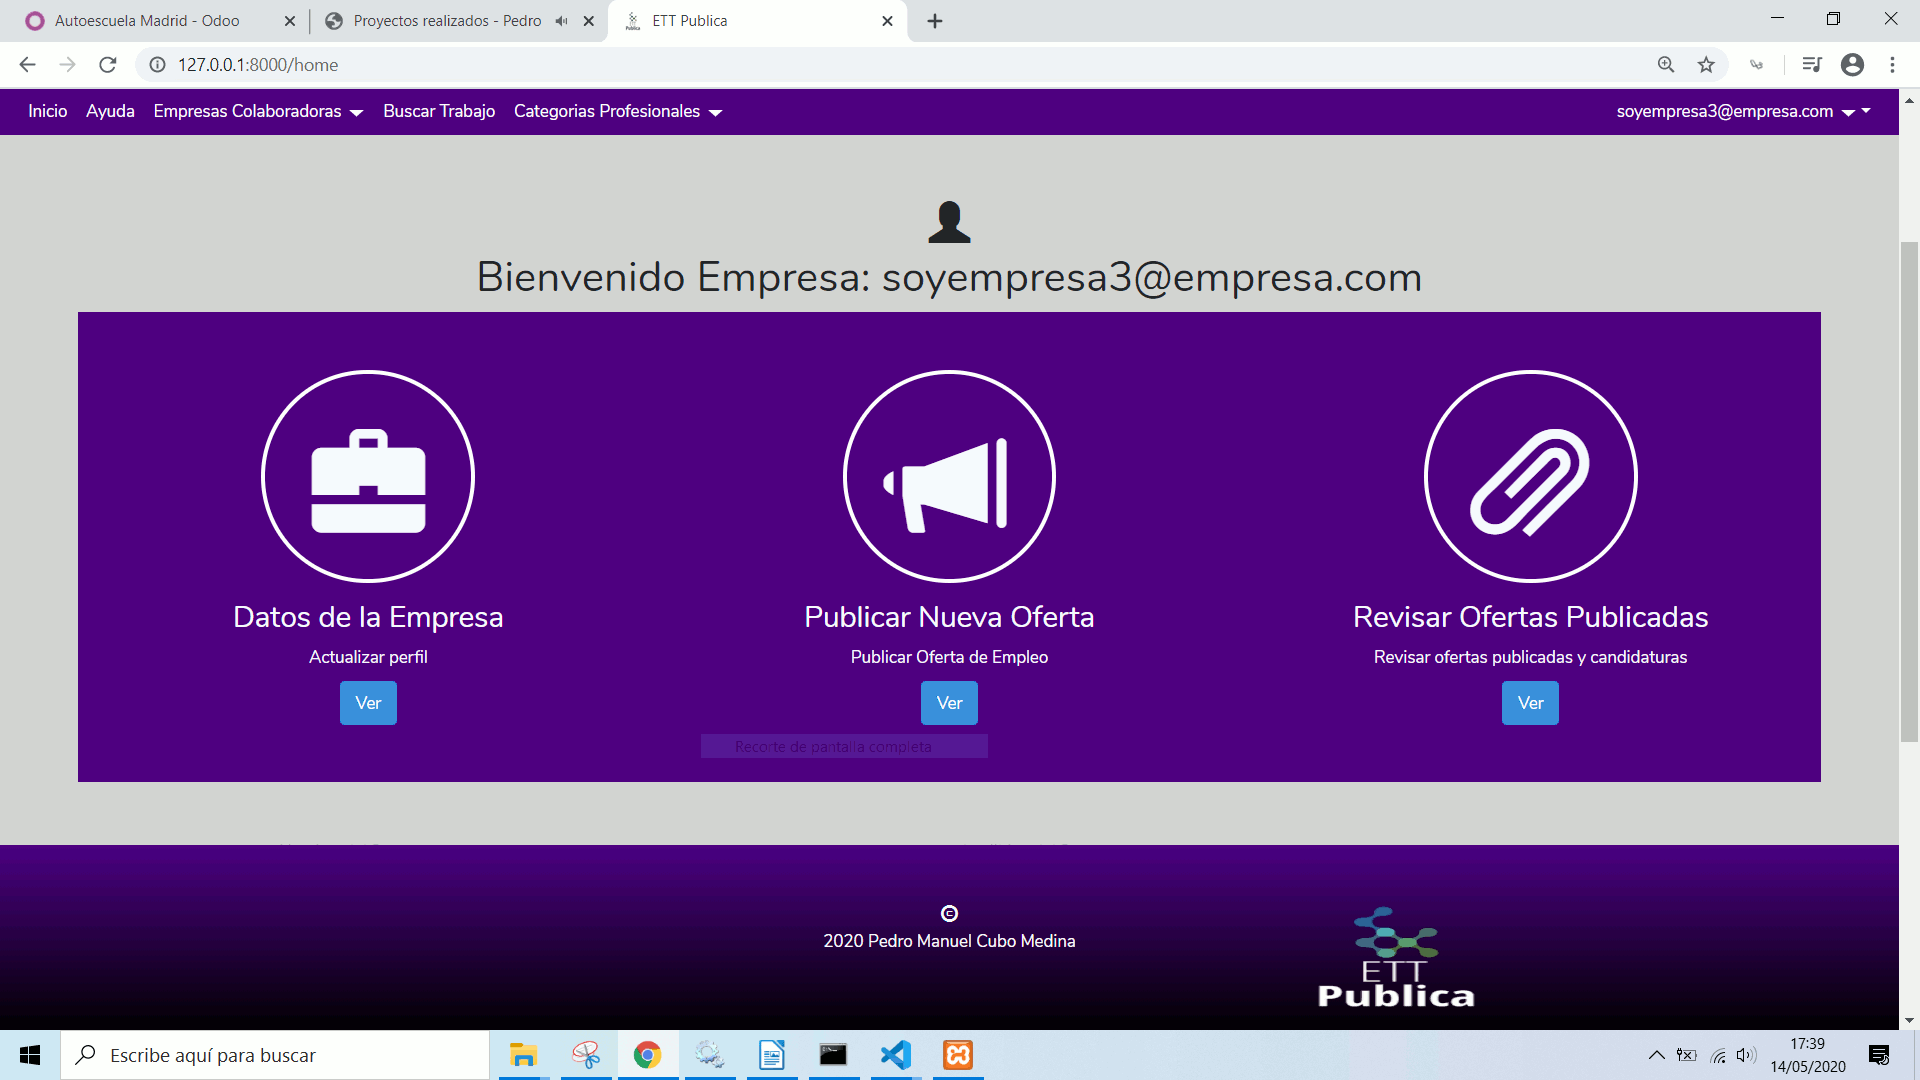 Autoescuela Madrid - Odoo
Proyectos realizados - Pedro
ETT Publica
127.0.0.1:8000/home
Inicio Ayuda Empresas Colaboradoras Buscar Trabajo Categorias Profesionales soyempresa3@empresa.com
Bienvenido Empresa: soyempresa3@empresa.com
Datos de la Empresa
Actualizar perfil
Ver
Publicar Nueva Oferta
Publicar Oferta de Empleo
Ver
Revisar Ofertas Publicadas
Revisar ofertas publicadas y candidaturas
Ver
Recorte de pantalla completa
©
2020 Pedro Manuel Cubo Medina
ETT
Publica
Escribe aquí para buscar
17:39
14/05/2020